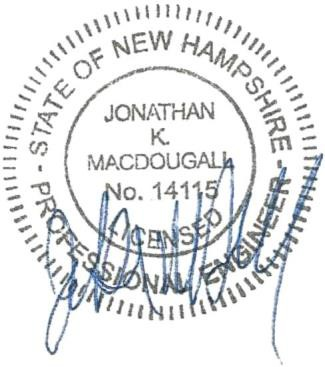 - STATE OF NEW HAMPSHIRE -
JONATHAN
K.
MACDOUGALL
No. 14115
LICENSED
PROFESSIONAL ENGINEER